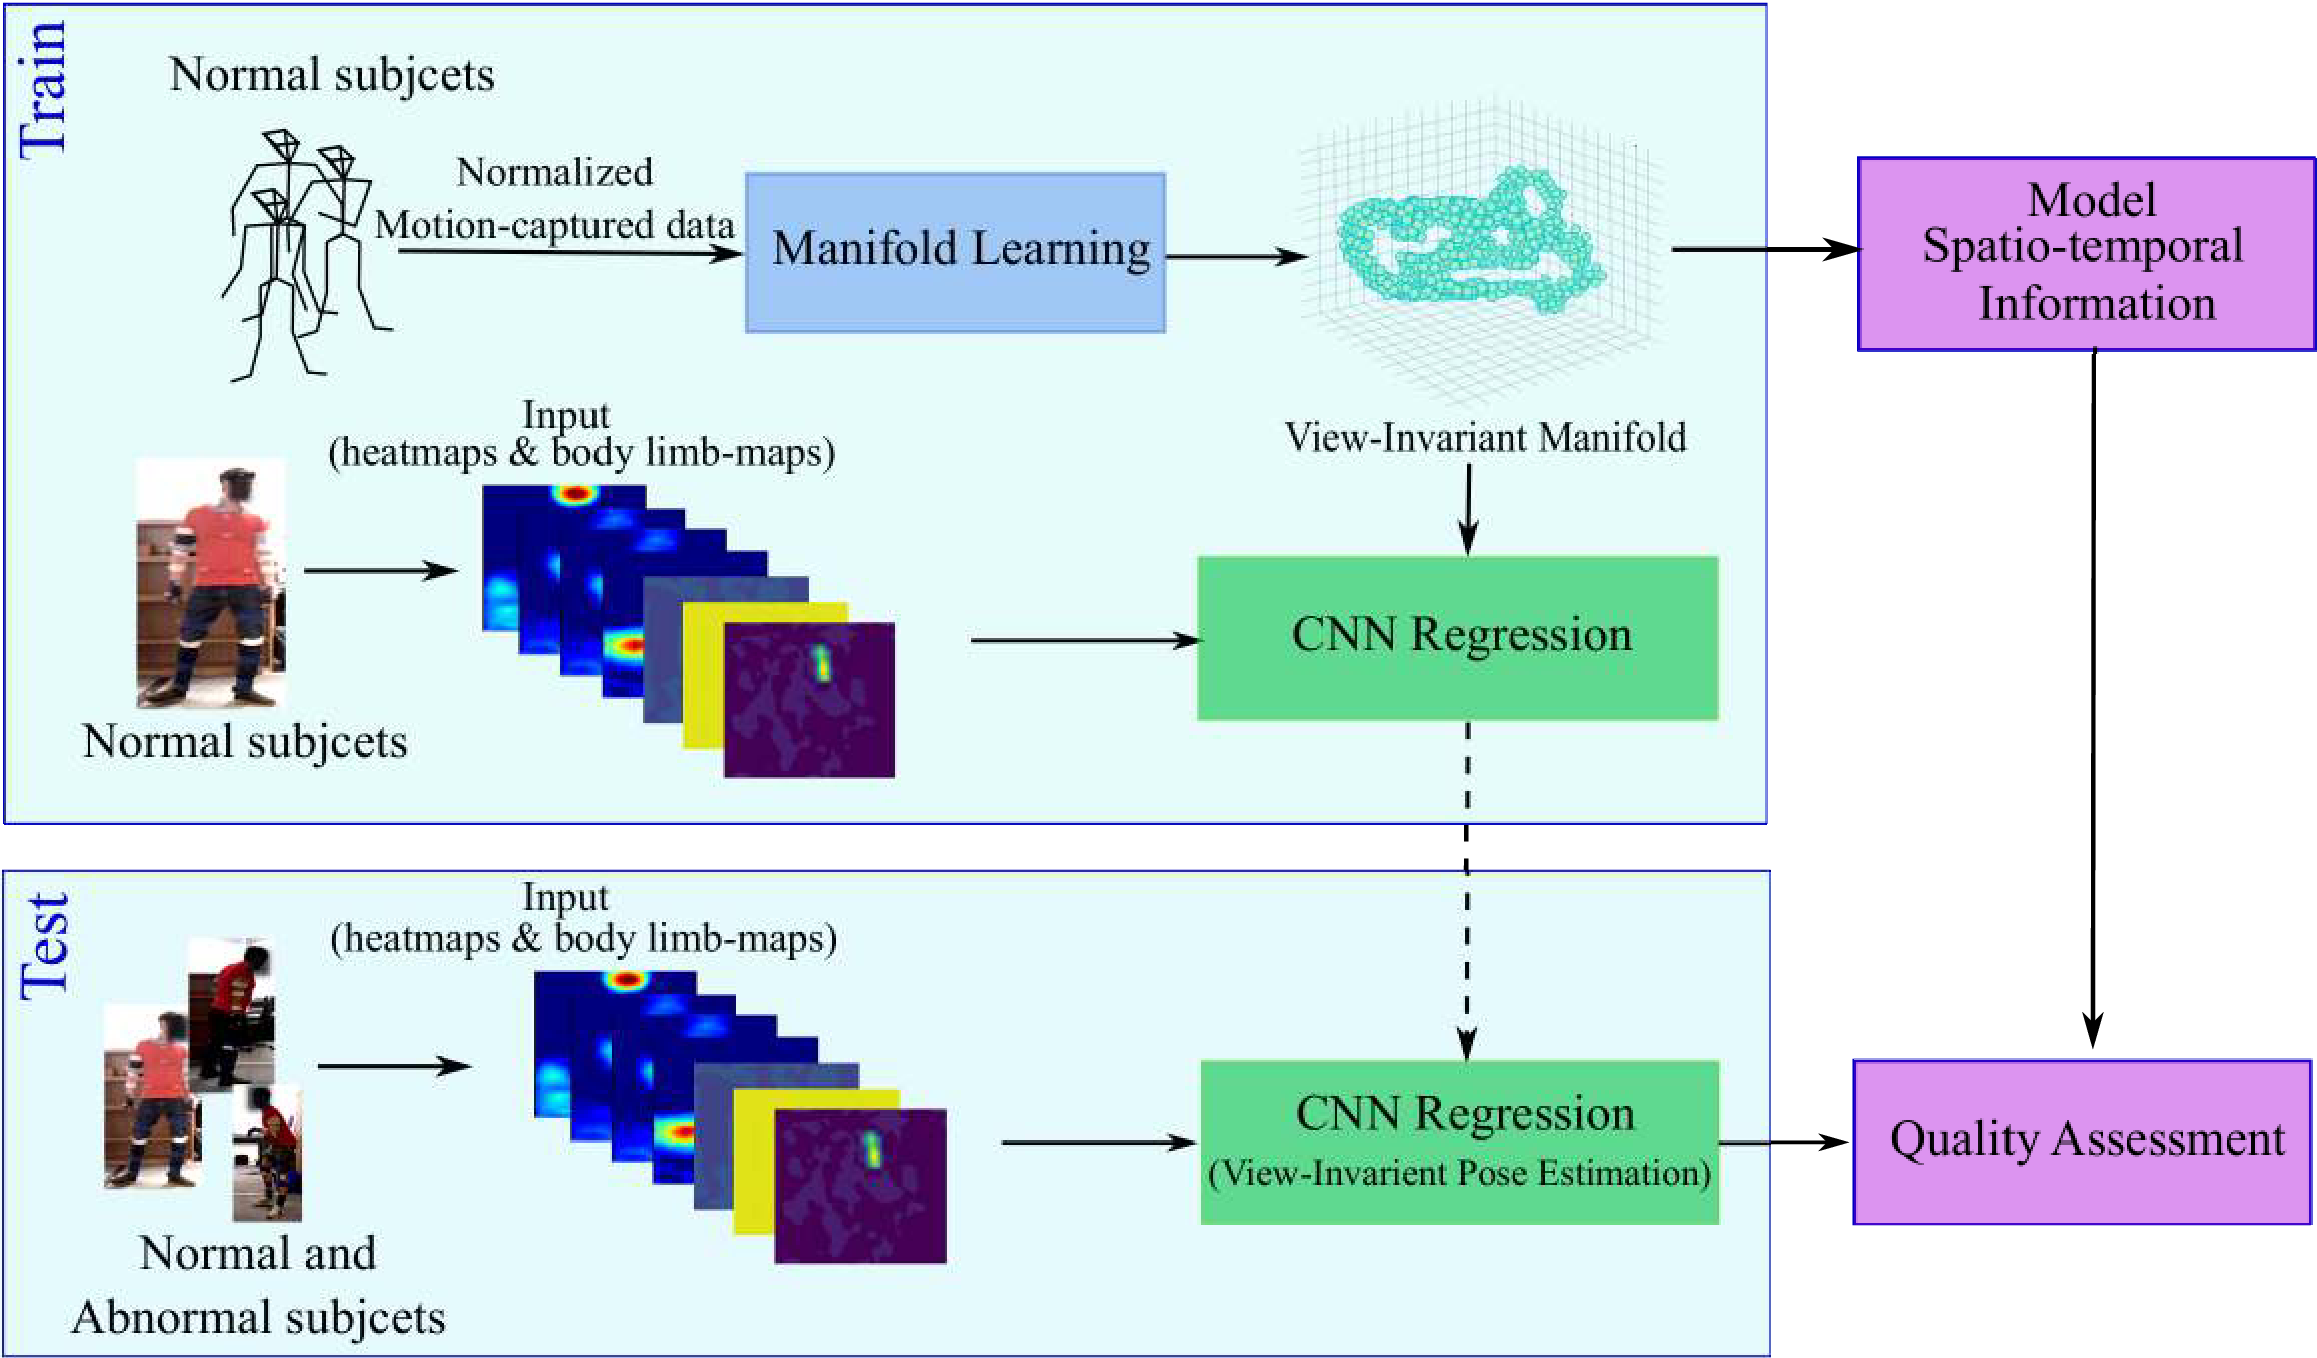 Train
Normal subjcets
Normalized
Motion-captured data
Manifold Learning
Model
Spatio-temporal
Information
View-Invariant Manifold
Input
(heatmaps & body limb-maps)
Normal subjcets
CNN Regression
Test
Input
(heatmaps & body limb-maps)
Normal and
Abnormal subjcets
CNN Regression
(View-Invarient Pose Estimation)
Quality Assessment